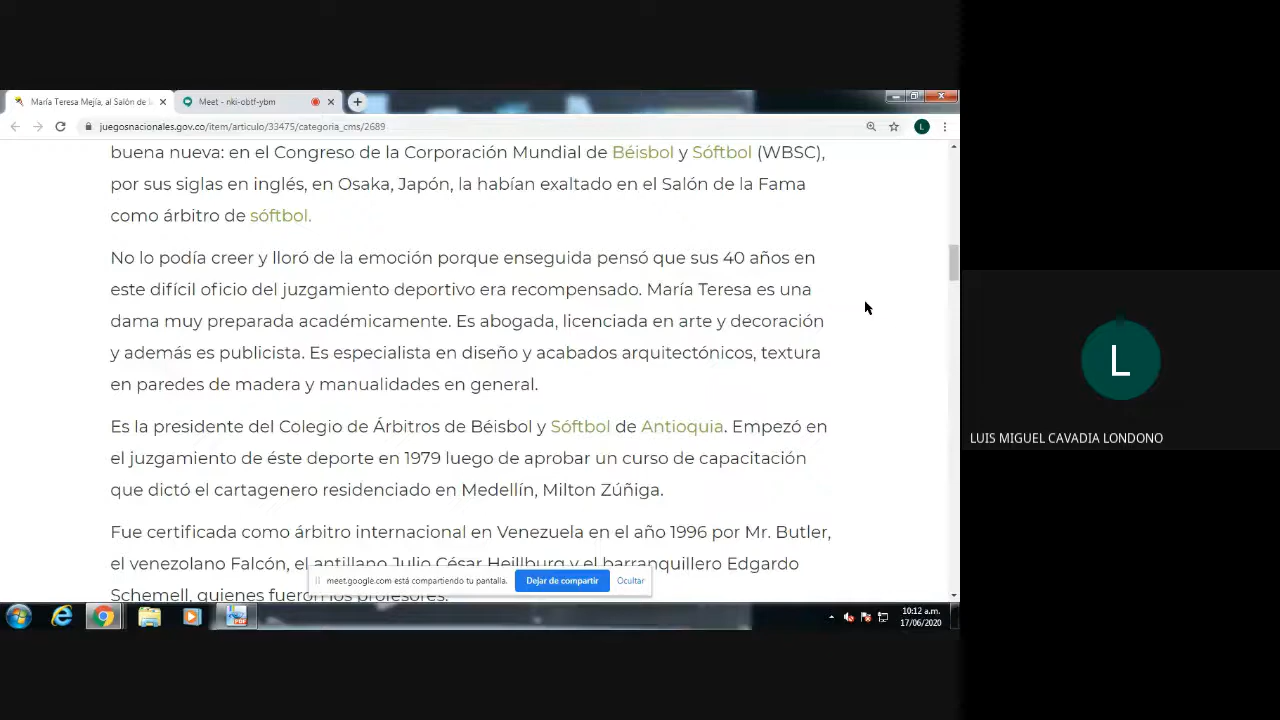 María Teresa Mejía, al Salón de l
Meet - nki-obtf-ybm
juegosnacionales.gov.co/item/articulo/33475/categoria_cms/2689
buena nueva: en el Congreso de la Corporación Mundial de Béisbol y Sóftbol (WBSC),
por sus siglas en inglés, en Osaka, Japón, la habían exaltado en el Salón de la Fama
como árbitro de sóftbol.
No lo podía creer y lloró de la emoción porque enseguida pensó que sus 40 años en
este difícil oficio del juzgamiento deportivo era recompensado. María Teresa es una
dama muy preparada académicamente. Es abogada, licenciada en arte y decoración
y además es publicista. Es especialista en diseño y acabados arquitectónicos, textura
en paredes de madera y manualidades en general.
Es la presidente del Colegio de Árbitros de Béisbol y Sóftbol de Antioquia. Empezó en
el juzgamiento de éste deporte en 1979 luego de aprobar un curso de capacitación
que dictó el cartagenero residenciado en Medellín, Milton Zúñiga.
Fue certificada como árbitro internacional en Venezuela en el año 1996 por Mr. Butler,
el venezolano Falcón, el antillano Julio César Heillburg y el barranquillero Edgardo
Schemell, quienes fueron los profesores.
meet.google.com está compartiendo tu pantalla.
Dejar de compartir
Ocultar
10:12 a.m.
17/06/2020
L
L
LUIS MIGUEL CAVADIA LONDONO